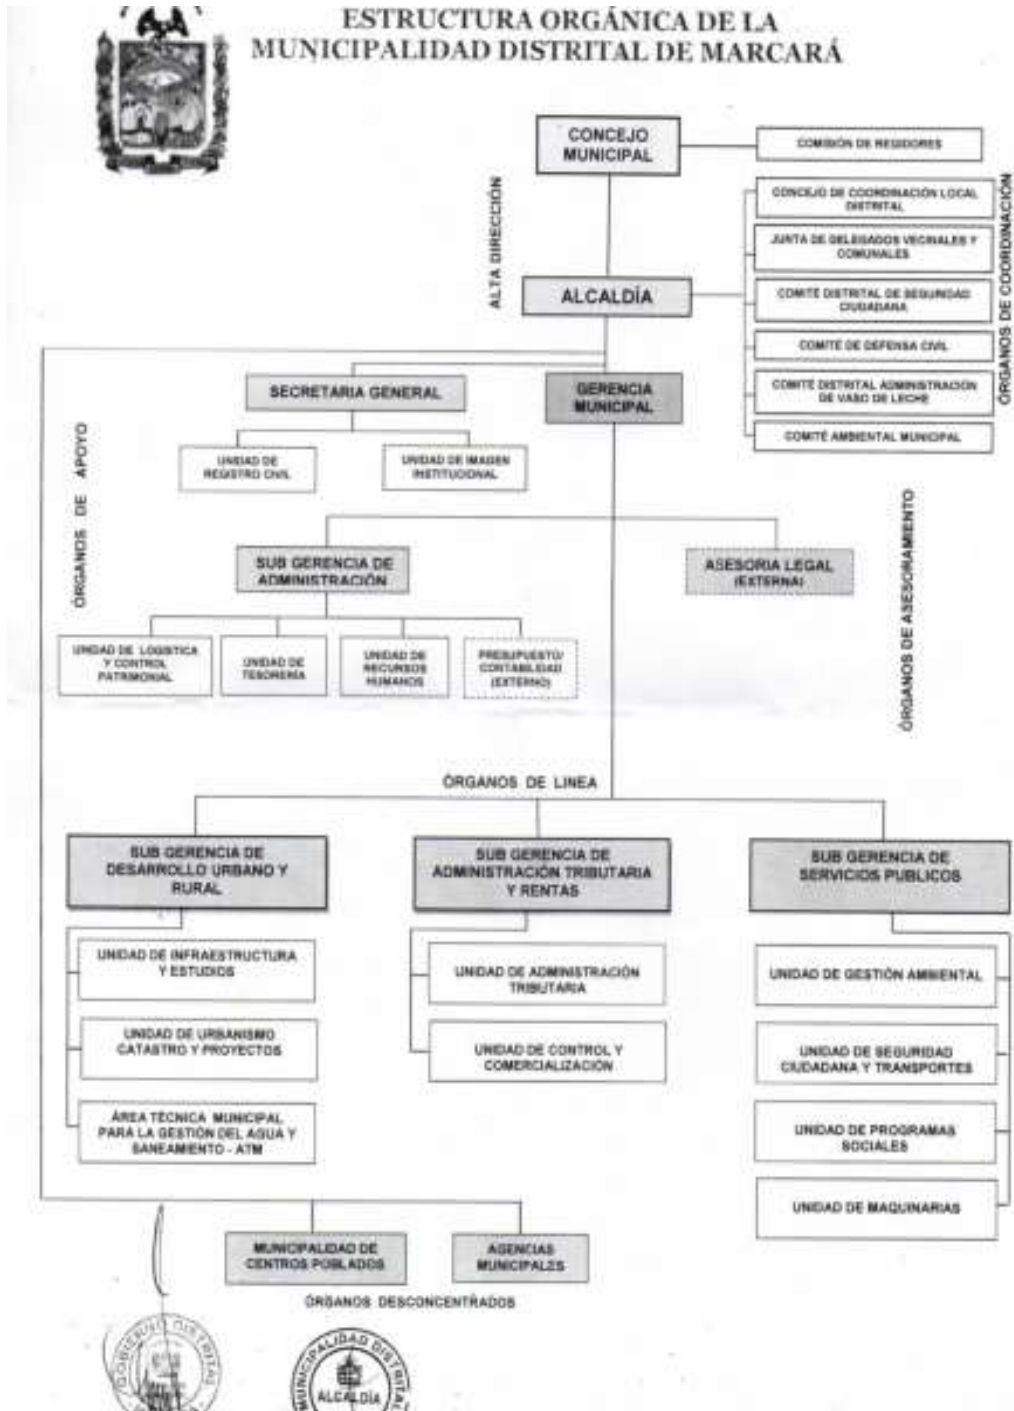 ESTRUCTURA ORGÁNICA DE LA
MUNICIPALIDAD DISTRITAL DE MARCARÁ
CONCEJO
MUNICIPAL
COMISIÓN DE REGIDORES
ALTA DIRECCIÓN
CONCEJO DE COORDINACIÓN LOCAL
DISTRITAL
JUNTA DE DELEGADOS VECINALES Y
COMUNALES
ALCALDÍA
COMITÉ DISTRITAL DE SEGURIDAD
CIUDADANA
COMITÉ DE DEFENSA CIVIL
COMITÉ DISTRITAL ADMINISTRACIÓN
DE VASO DE LECHE
COMITÉ AMBIENTAL MUNICIPAL
ÓRGANOS DE COORDINACIÓN
SECRETARIA GENERAL
GERENCIA
MUNICIPAL
UNIDAD DE
REGISTRO CIVIL
UNIDAD DE IMAGEN
INSTITUCIONAL
ÓRGANOS DE APOYO
SUB GERENCIA DE
ADMINISTRACIÓN
ASESORIA LEGAL
(EXTERNA)
ÓRGANOS DE ASESORAMIENTO
UNIDAD DE LOGISTICA
Y CONTROL
PATRIMONIAL
UNIDAD DE
TESORERÍA
UNIDAD DE
RECURSOS
HUMANOS
PRESUPUESTO/
CONTABILIDAD
(EXTERNO)
ÓRGANOS DE LINEA
SUB GERENCIA DE
DESARROLLO URBANO Y
RURAL
SUB GERENCIA DE
ADMINISTRACIÓN TRIBUTARIA
Y RENTAS
SUB GERENCIA DE
SERVICIOS PUBLICOS
UNIDAD DE INFRAESTRUCTURA
Y ESTUDIOS
UNIDAD DE ADMINISTRACIÓN
TRIBUTARIA
UNIDAD DE GESTIÓN AMBIENTAL
UNIDAD DE URBANISMO
CATASTRO Y PROYECTOS
UNIDAD DE CONTROL Y
COMERCIALIZACIÓN
UNIDAD DE SEGURIDAD
CIUDADANA Y TRANSPORTES
ÁREA TÉCNICA MUNICIPAL
PARA LA GESTIÓN DEL AGUA Y
SANEAMIENTO - ATM
UNIDAD DE PROGRAMAS
SOCIALES
UNIDAD DE MAQUINARIAS
MUNICIPALIDAD DE
CENTROS POBLADOS
AGENCIAS
MUNICIPALES
ÓRGANOS DESCONCENTRADOS
GOBIERNO DISTRITAL
MUNICIPALIDAD DISTRITAL
ALCALDÍA